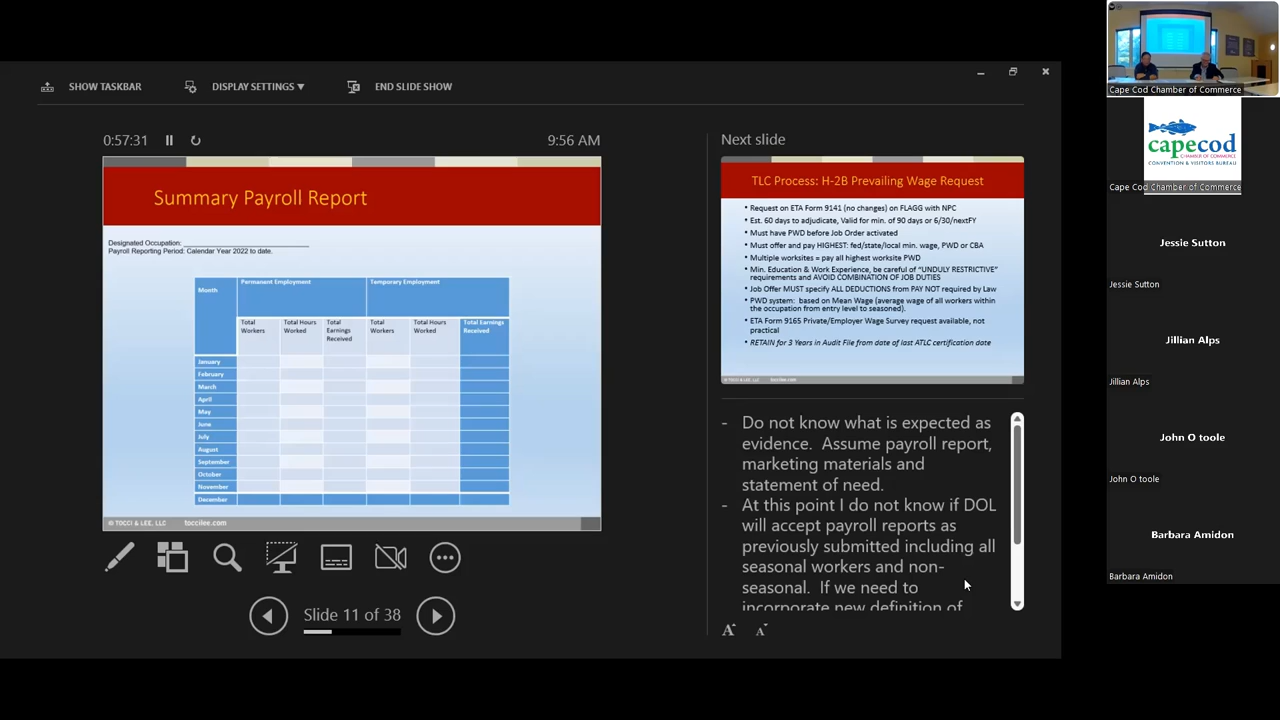 SHOW TASKBAR
DISPLAY SETTINGS
END SLIDE SHOW
0:57:31
9:56 AM
Summary Payroll Report
Designated Occupation:
Payroll Reporting Period: Calendar Year 2022 to date.
Month
Permanent Employment
Temporary Employment
Total Workers
Total Hours Worked
Total Earnings Received
Total Workers
Total Hours Worked
Total Earnings Received
January
February
March
April
May
June
July
August
September
October
November
December
© TOCCI & LEE, LLC toccilee.com
Slide 11 of 38
Next slide
TLC Process: H-2B Prevailing Wage Request
• Request on ETA Form 9141 (no changes) on FLAGG with NPC
• Est. 60 days to adjudicate, Valid for min. of 90 days or 6/30/nextFY
• Must have PWD before Job Order activated
• Must offer and pay HIGHEST: fed/state/local min. wage, PWD or CBA
• Multiple worksites = pay all highest worksite PWD
• Min. Education & Work Experience, be careful of "UNDULY RESTRICTIVE"
requirements and AVOID COMBINATION OF JOB DUTIES
• Job Offer MUST specify ALL DEDUCTIONS from PAY NOT required by Law
• PWD system: based on Mean Wage (average wage of all workers within
the occupation from entry level to seasoned).
• ETA Form 9165 Private/Employer Wage Survey request available, not
practical
• RETAIN for 3 Years in Audit File from date of last ATLC certification date
© TOCCI & LEE, LLC toccilee.com
- Do not know what is expected as
evidence. Assume payroll report,
marketing materials and
statement of need.
- At this point I do not know if DOL
will accept payroll reports as
previously submitted including all
seasonal workers and non-
seasonal. If we need to
incorporate new definition of
A A
Cape Cod Chamber of Commerce
capecod
CHAMBER OF COMMERCE
CONVENTION & VISITORS BUREAU
Cape Cod Chamber of Commerce
Jessie Sutton
Jessie Sutton
Jillian Alps
Jillian Alps
John O toole
John O toole
Barbara Amidon
Barbara Amidon